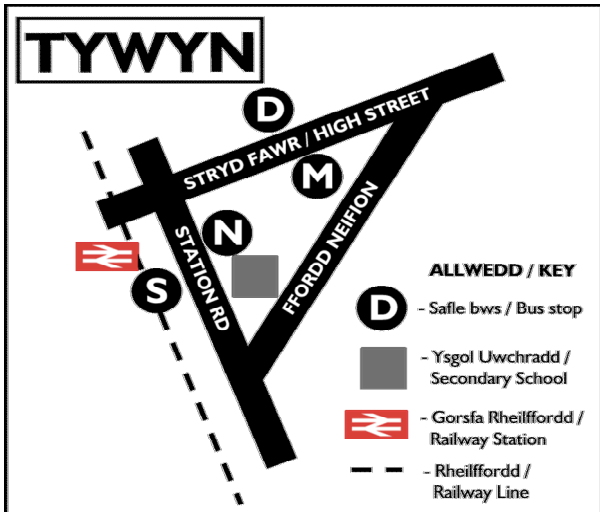 TYWYN
D
STRYD FAWR / HIGH STREET
M
N
STATION RD
FFORDD NEIFION
S
ALLWEDD / KEY
D - Safle bws / Bus stop
- Ysgol Uwchradd /
Secondary School
- Gorsfa Rheilffordd /
Railway Station
- Rheilffordd /
Railway Line